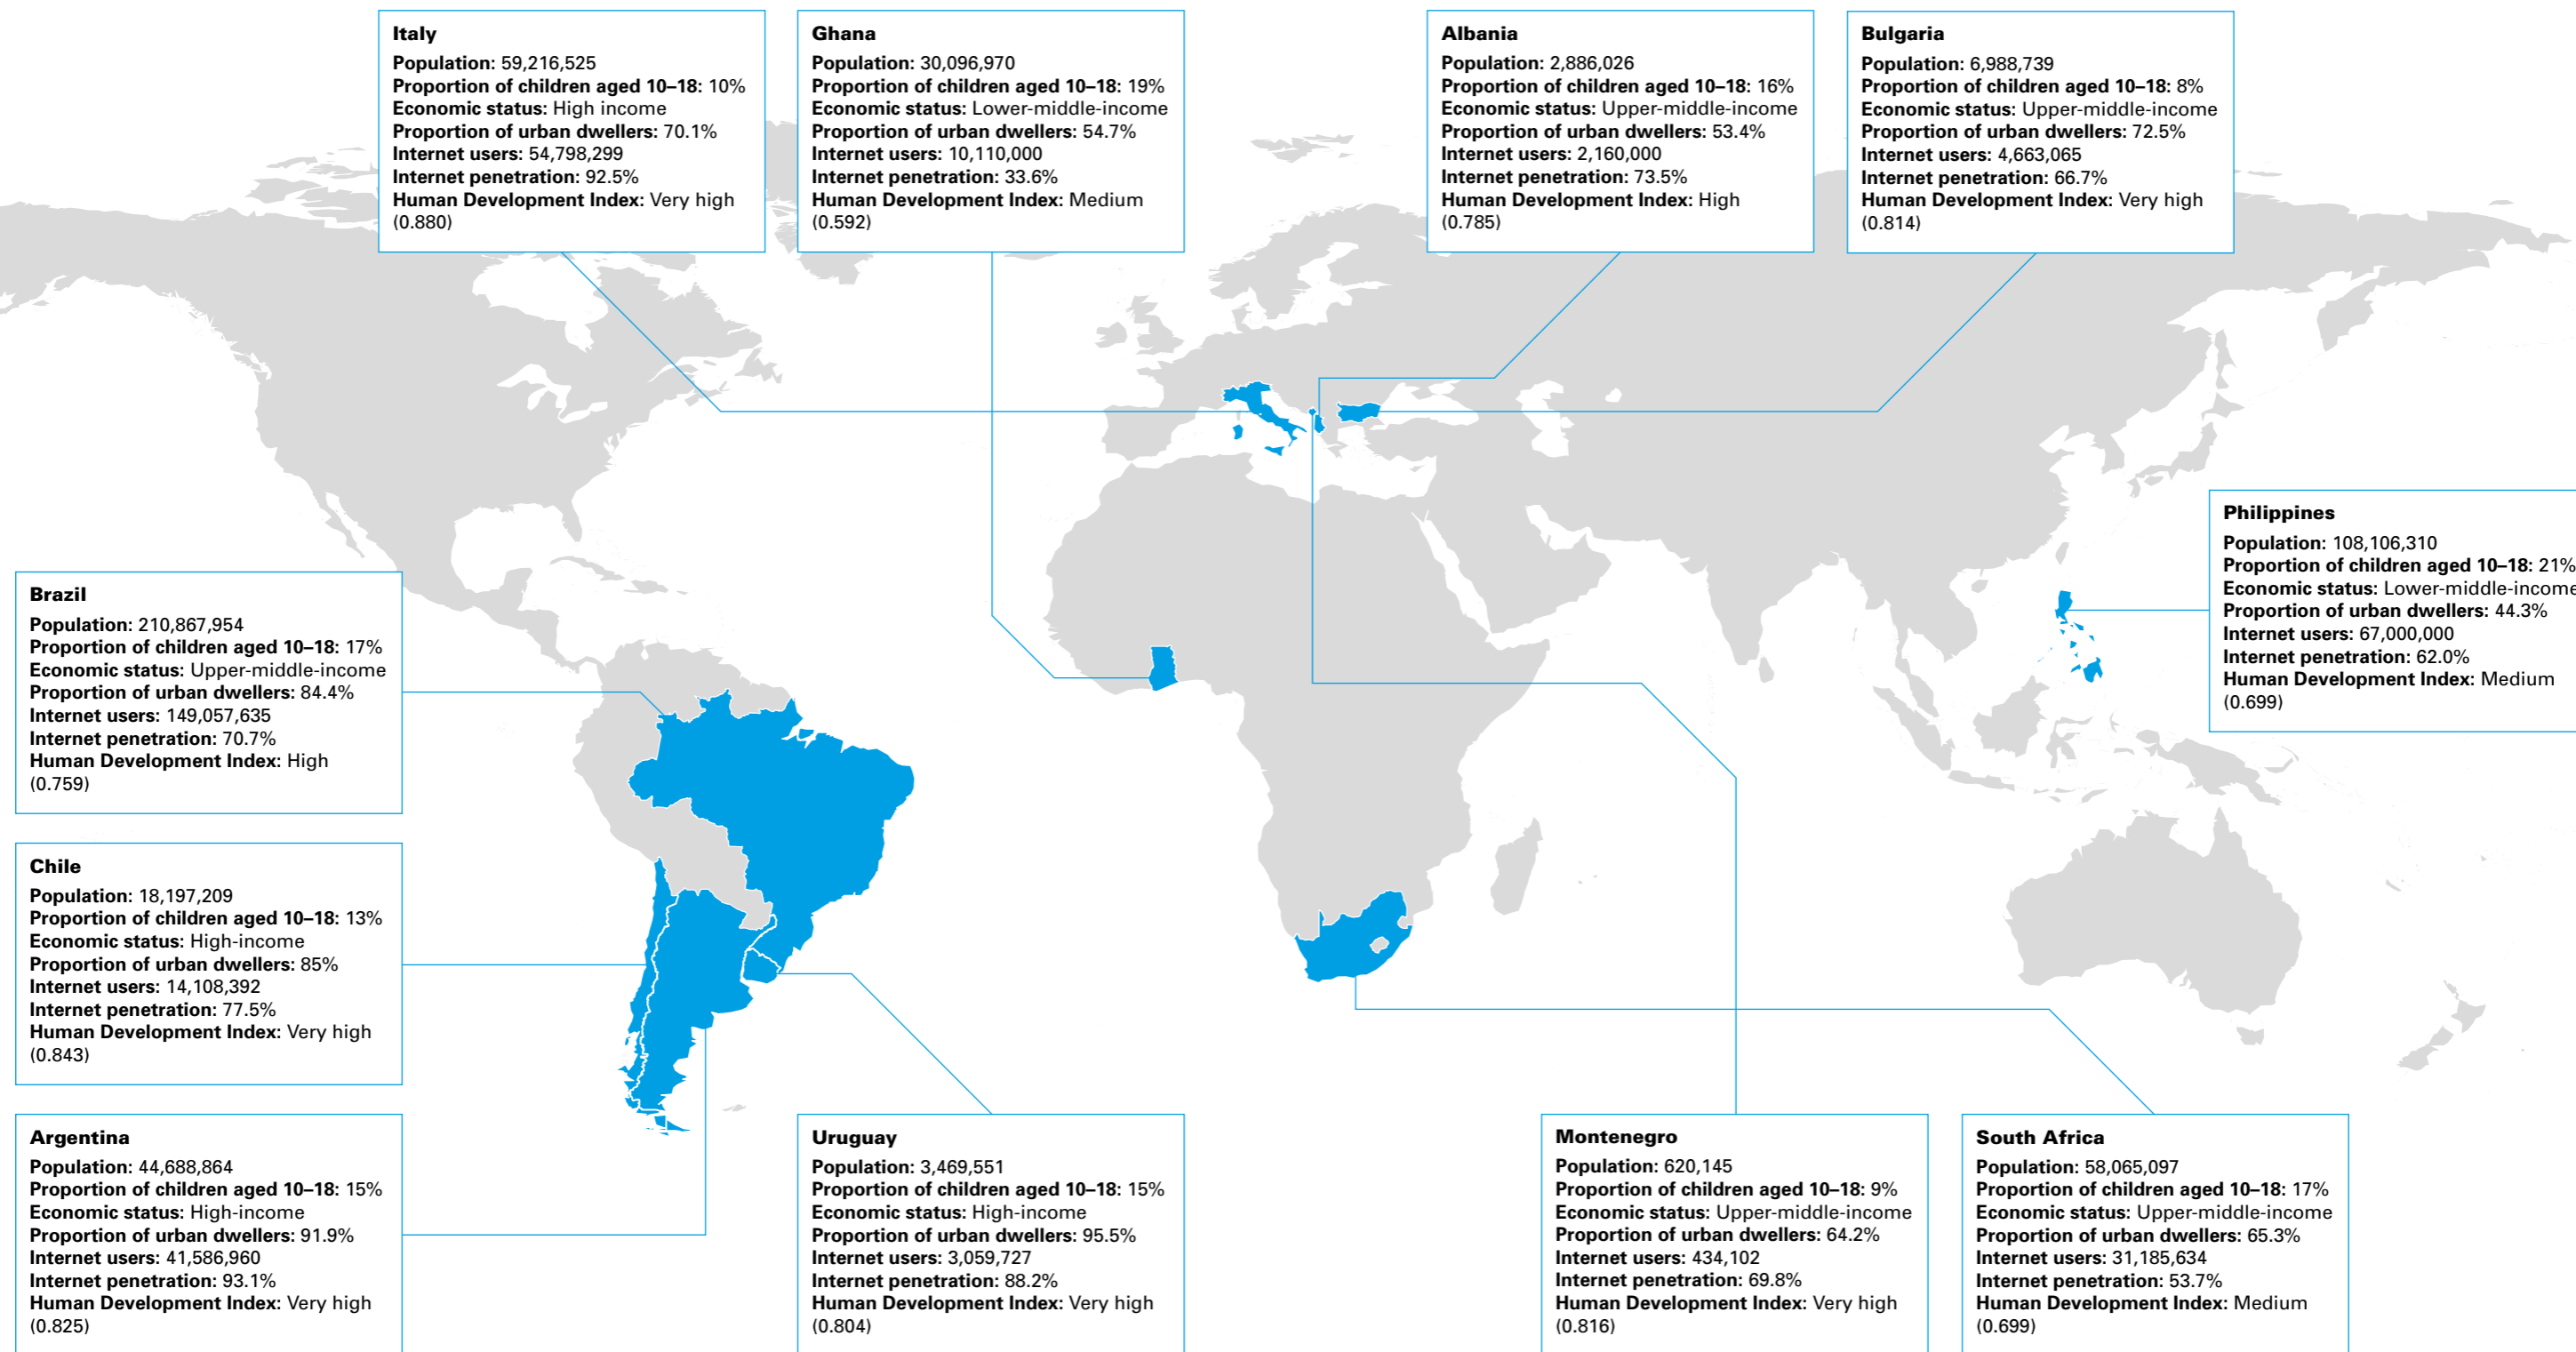 Italy
Population: 59,216,525
Proportion of children aged 10–18: 10%
Economic status: High income
Proportion of urban dwellers: 70.1%
Internet users: 54,798,299
Internet penetration: 92.5%
Human Development Index: Very high
(0.880)
Ghana
Population: 30,096,970
Proportion of children aged 10–18: 19%
Economic status: Lower-middle-income
Proportion of urban dwellers: 54.7%
Internet users: 10,110,000
Internet penetration: 33.6%
Human Development Index: Medium
(0.592)
Albania
Population: 2,886,026
Proportion of children aged 10–18: 16%
Economic status: Upper-middle-income
Proportion of urban dwellers: 53.4%
Internet users: 2,160,000
Internet penetration: 73.5%
Human Development Index: High
(0.785)
Bulgaria
Population: 6,988,739
Proportion of children aged 10–18: 8%
Economic status: Upper-middle-income
Proportion of urban dwellers: 72.5%
Internet users: 4,663,065
Internet penetration: 66.7%
Human Development Index: Very high
(0.814)
Philippines
Population: 108,106,310
Proportion of children aged 10–18: 21%
Economic status: Lower-middle-income
Proportion of urban dwellers: 44.3%
Internet users: 67,000,000
Internet penetration: 62.0%
Human Development Index: Medium
(0.699)
Brazil
Population: 210,867,954
Proportion of children aged 10–18: 17%
Economic status: Upper-middle-income
Proportion of urban dwellers: 84.4%
Internet users: 149,057,635
Internet penetration: 70.7%
Human Development Index: High
(0.759)
Chile
Population: 18,197,209
Proportion of children aged 10–18: 13%
Economic status: High-income
Proportion of urban dwellers: 85%
Internet users: 14,108,392
Internet penetration: 77.5%
Human Development Index: Very high
(0.843)
Argentina
Population: 44,688,864
Proportion of children aged 10–18: 15%
Economic status: High-income
Proportion of urban dwellers: 91.9%
Internet users: 41,586,960
Internet penetration: 93.1%
Human Development Index: Very high
(0.825)
Uruguay
Population: 3,469,551
Proportion of children aged 10–18: 15%
Economic status: High-income
Proportion of urban dwellers: 95.5%
Internet users: 3,059,727
Internet penetration: 88.2%
Human Development Index: Very high
(0.804)
Montenegro
Population: 620,145
Proportion of children aged 10–18: 9%
Economic status: Upper-middle-income
Proportion of urban dwellers: 64.2%
Internet users: 434,102
Internet penetration: 69.8%
Human Development Index: Very high
(0.816)
South Africa
Population: 58,065,097
Proportion of children aged 10–18: 17%
Economic status: Upper-middle-income
Proportion of urban dwellers: 65.3%
Internet users: 31,185,634
Internet penetration: 53.7%
Human Development Index: Medium
(0.699)